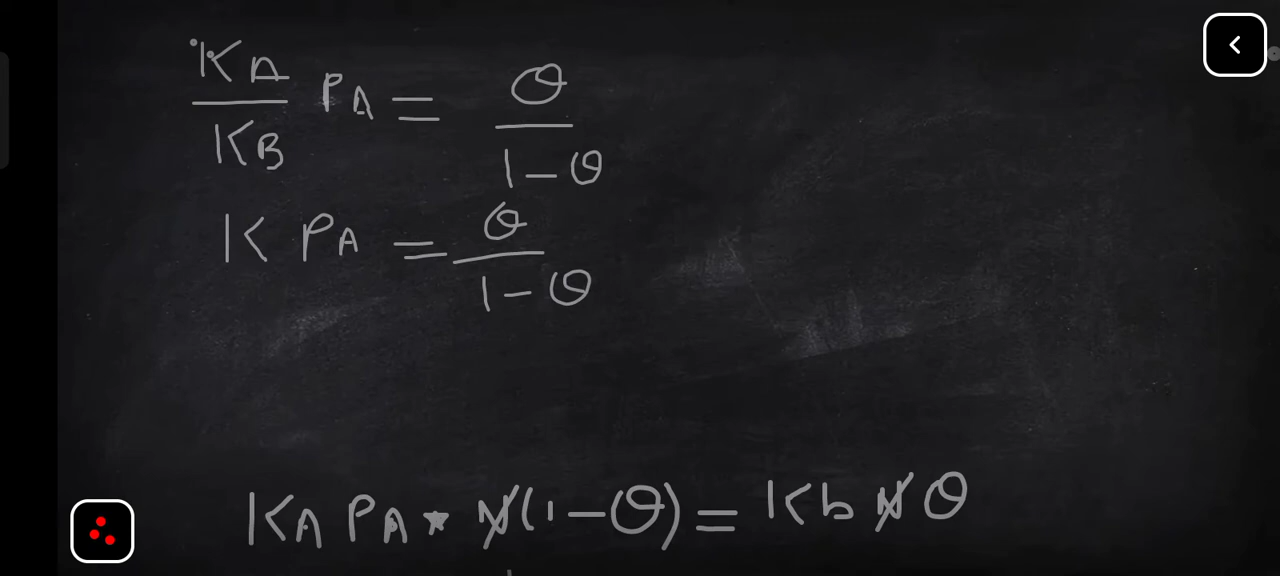 KA/KB PA = θ/1-θ
K PA = θ/1-θ
KA PA * N(1-θ) = Kb N θ